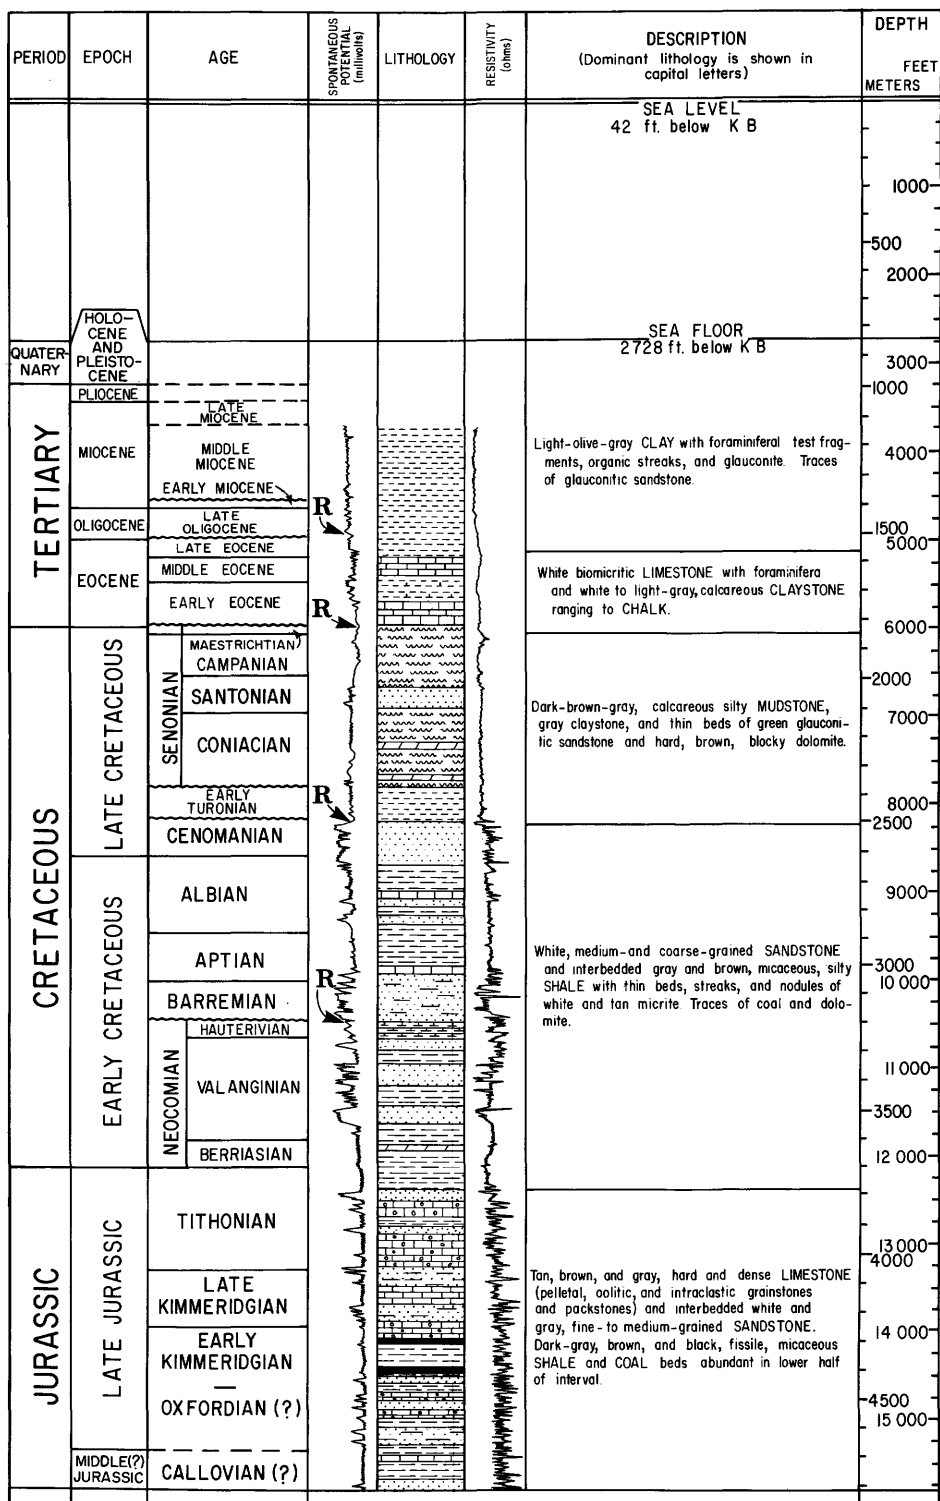 PERIOD
EPOCH
AGE
SPONTANEOUS
POTENTIAL
(millivolts)
LITHOLOGY
RESISTIVITY
(ohms)
DESCRIPTION
(Dominant lithology is shown in
capital letters)
DEPTH
FEET
METERS
SEA LEVEL
42 ft. below K B
1000
500
2000
SEA FLOOR
2728 ft. below K B
HOLO-
CENE
AND
PLEISTO-
CENE
QUATER-
NARY
3000
1000
PLIOCENE
LATE
MIOCENE
TERTIARY
MIOCENE
MIDDLE
MIOCENE
EARLY MIOCENE
Light-olive-gray CLAY with foraminiferal test frag-
ments, organic streaks, and glauconite. Traces
of glauconitic sandstone.
4000
R
OLIGOCENE
LATE
OLIGOCENE
1500
5000
EOCENE
LATE EOCENE
MIDDLE EOCENE
EARLY EOCENE
R
White biomicritic LIMESTONE with foraminifera
and white to light-gray, calcareous CLAYSTONE
ranging to CHALK.
6000
CRETACEOUS
LATE CRETACEOUS
SENONIAN
MAESTRICHTIAN
CAMPANIAN
2000
SANTONIAN
CONIACIAN
Dark-brown-gray, calcareous silty MUDSTONE,
gray claystone, and thin beds of green glauconi-
tic sandstone and hard, brown, blocky dolomite.
7000
EARLY
TURONIAN
R
8000
2500
CENOMANIAN
EARLY CRETACEOUS
ALBIAN
9000
APTIAN
White, medium-and coarse-grained SANDSTONE
and interbedded gray and brown, micaceous, silty
SHALE with thin beds, streaks, and nodules of
white and tan micrite. Traces of coal and dolo-
mite.
3000
10 000
R
BARREMIAN
NEOCOMIAN
HAUTERIVIAN
VALANGINIAN
11 000
3500
BERRIASIAN
12 000
JURASSIC
LATE JURASSIC
TITHONIAN
13 000
4000
LATE
KIMMERIDGIAN
Tan, brown, and gray, hard and dense LIMESTONE
(pelletal, oolitic, and intraclastic grainstones
and packstones) and interbedded white and
gray, fine-to medium-grained SANDSTONE.
Dark-gray, brown, and black, fissile, micaceous
SHALE and COAL beds abundant in lower half
of interval.
14 000
EARLY
KIMMERIDGIAN
—
OXFORDIAN (?)
4500
15 000
MIDDLE(?)
JURASSIC
CALLOVIAN (?)